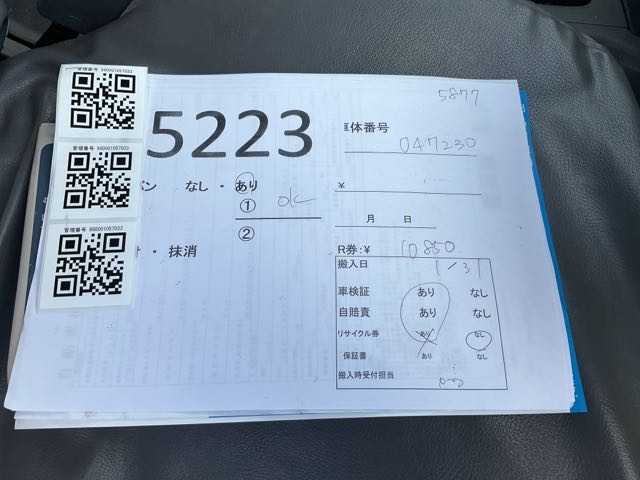 5877
管理番号 990001057033
5223
車体番号
047230
管理番号 990001057033
バン なし・あり
① ok
②
¥
月 日
管理番号 990001057033
・抹消
R券:¥ 10850
搬入日 1/31
車検証 あり なし
自賠責 あり なし
リサイクル券 あり なし
保証書 あり なし
搬入時受付担当